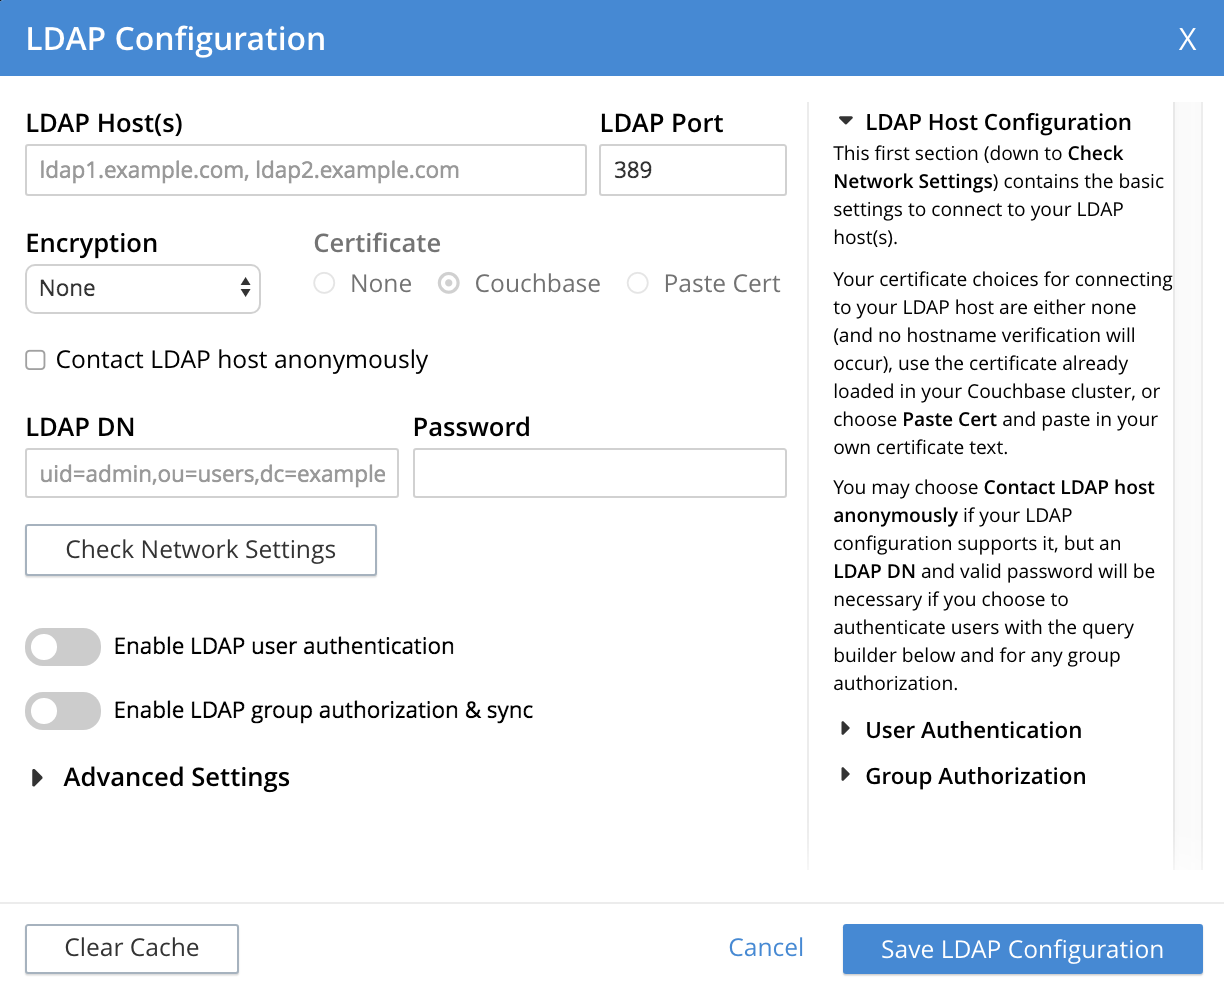 LDAP Configuration
X
LDAP Host(s)
LDAP Port
ldap1.example.com, ldap2.example.com
389
Encryption
Certificate
None
None
Couchbase
Paste Cert
Contact LDAP host anonymously
LDAP DN
Password
uid=admin,ou=users,dc=example
Check Network Settings
Enable LDAP user authentication
Enable LDAP group authorization & sync
Advanced Settings
LDAP Host Configuration
This first section (down to Check
Network Settings) contains the basic
settings to connect to your LDAP
host(s).
Your certificate choices for connecting
to your LDAP host are either none
(and no hostname verification will
occur), use the certificate already
loaded in your Couchbase cluster, or
choose Paste Cert and paste in your
own certificate text.
You may choose Contact LDAP host
anonymously if your LDAP
configuration supports it, but an
LDAP DN and valid password will be
necessary if you choose to
authenticate users with the query
builder below and for any group
authorization.
User Authentication
Group Authorization
Clear Cache
Cancel
Save LDAP Configuration